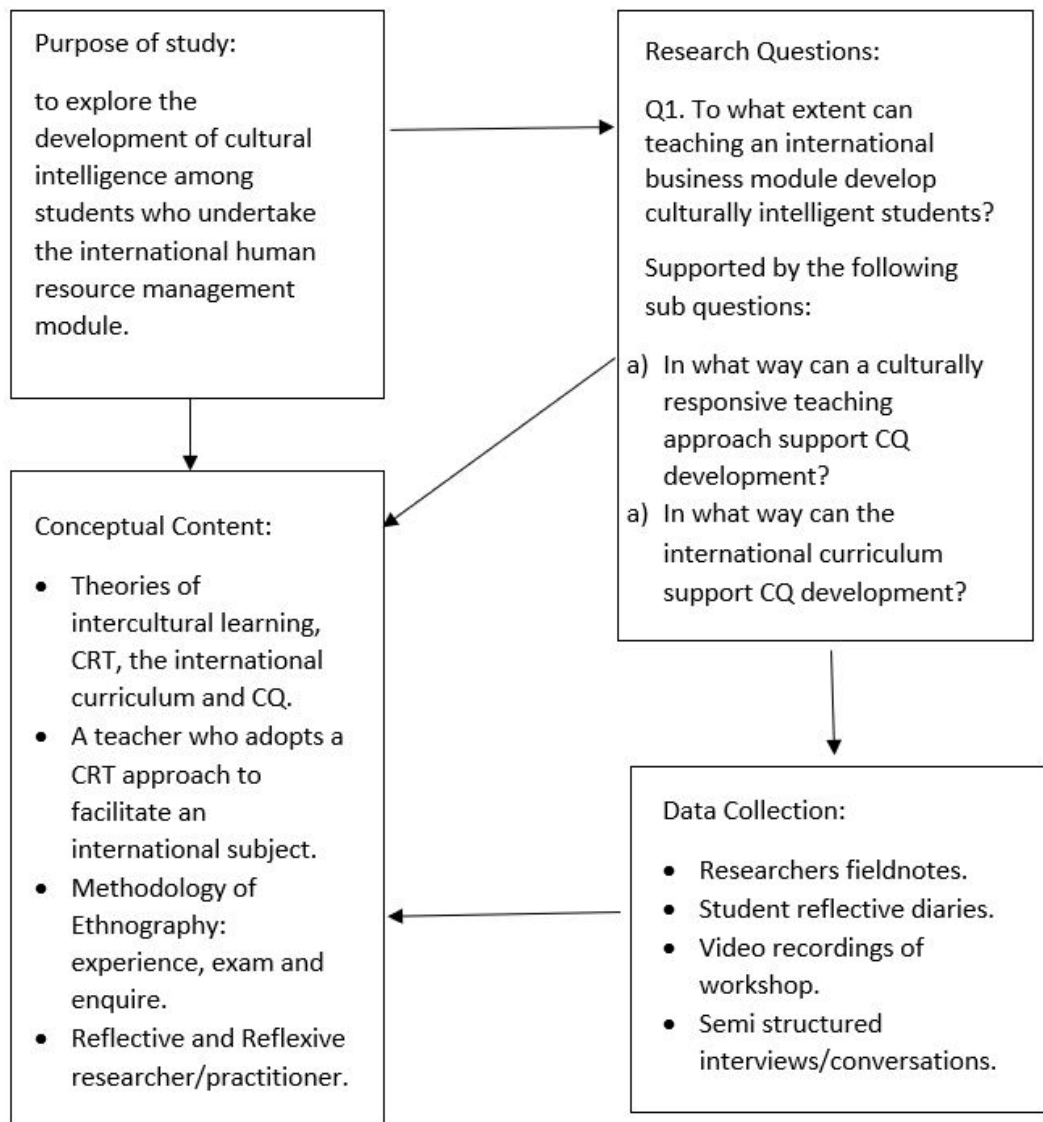 Purpose of study:
to explore the
development of cultural
intelligence among
students who undertake
the international human
resource management
module.
Research Questions:
Q1. To what extent can
teaching an international
business module develop
culturally intelligent students?
Supported by the following
sub questions:
a) In what way can a culturally
responsive teaching
approach support CQ
development?
a) In what way can the
international curriculum
support CQ development?
Conceptual Content:
• Theories of
intercultural learning,
CRT, the international
curriculum and CQ.
• A teacher who adopts a
CRT approach to
facilitate an
international subject.
• Methodology of
Ethnography:
experience, exam and
enquire.
• Reflective and Reflexive
researcher/practitioner.
Data Collection:
• Researchers fieldnotes.
• Student reflective diaries.
• Video recordings of
workshop.
• Semi structured
interviews/conversations.